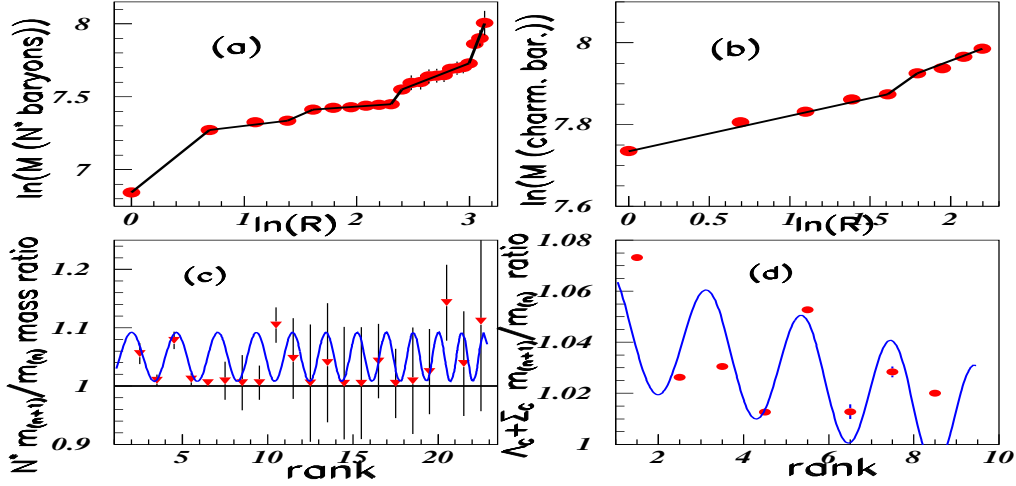 ln(M (N* baryons))
8
7.5
7
(a)
0 1 2 3
ln(R)
ln(M (charm. bar.))
8
7.8
7.6
(b)
0 0.5 1 1.5 2
ln(R)
N* m(n+1)/m(n) mass ratio
1.2
1.1
1
0.9
(c)
5 10 15 20
rank
Λc+Σc m(n+1)/m(n) ratio
1.08
1.06
1.04
1.02
1
(d)
2 4 6 8 10
rank